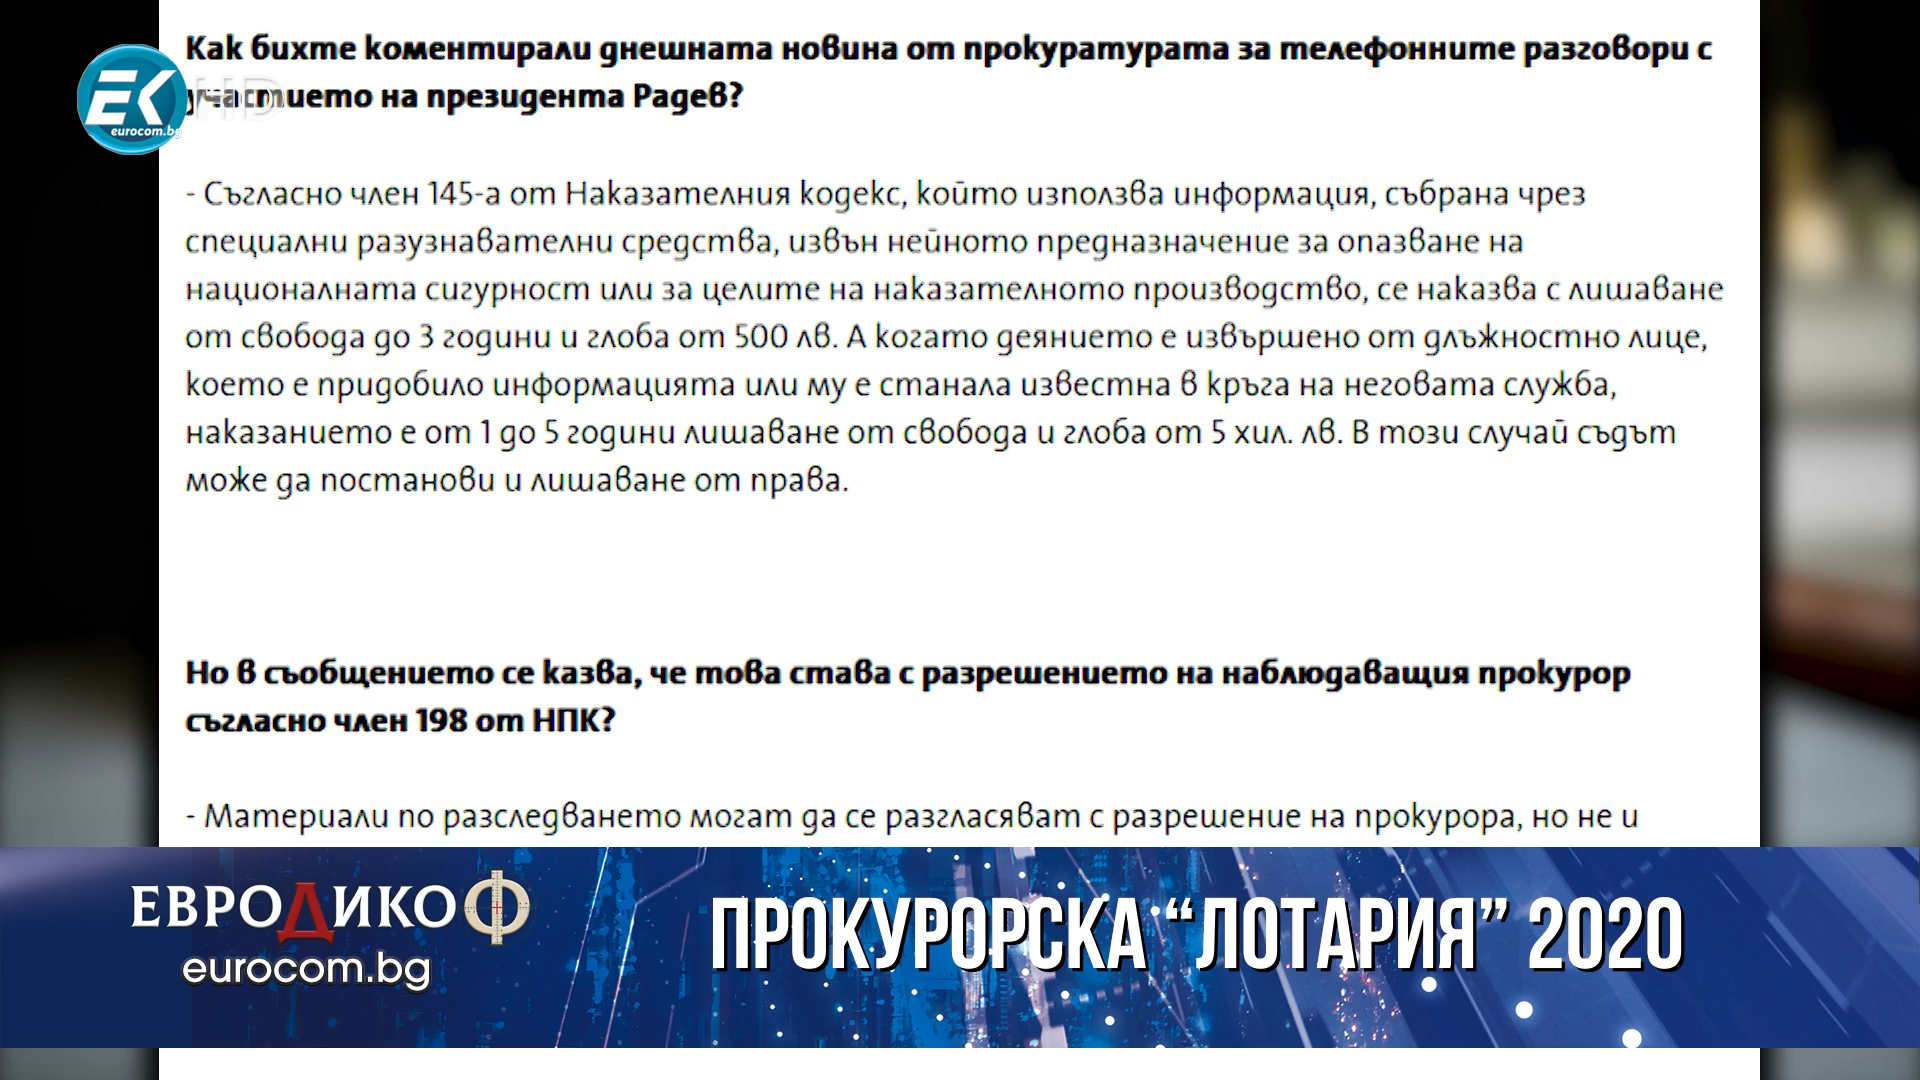 Как бихте коментирали днешната новина от прокуратурата за телефонните разговори с
участието на президента Радев?
EK HD
eurocom.bg
- Съгласно член 145-а от Наказателния кодекс, който използва информация, събрана чрез
специални разузнавателни средства, извън нейното предназначение за опазване на
националната сигурност или за целите на наказателното производство, се наказва с лишаване
от свобода до 3 години и глоба от 500 лв. А когато деянието е извършено от длъжностно лице,
което е придобило информацията или му е станала известна в кръга на неговата служба,
наказанието е от 1 до 5 години лишаване от свобода и глоба от 5 хил. лв. В този случай съдът
може да постанови и лишаване от права.
Но в съобщението се казва, че това става с разрешението на наблюдаващия прокурор
съгласно член 198 от НПК?
- Материали по разследването могат да се разгласяват с разрешение на прокурора, но не и
ЕВРОДИКОФ
eurocom.bg
ПРОКУРОРСКА “ЛОТАРИЯ” 2020